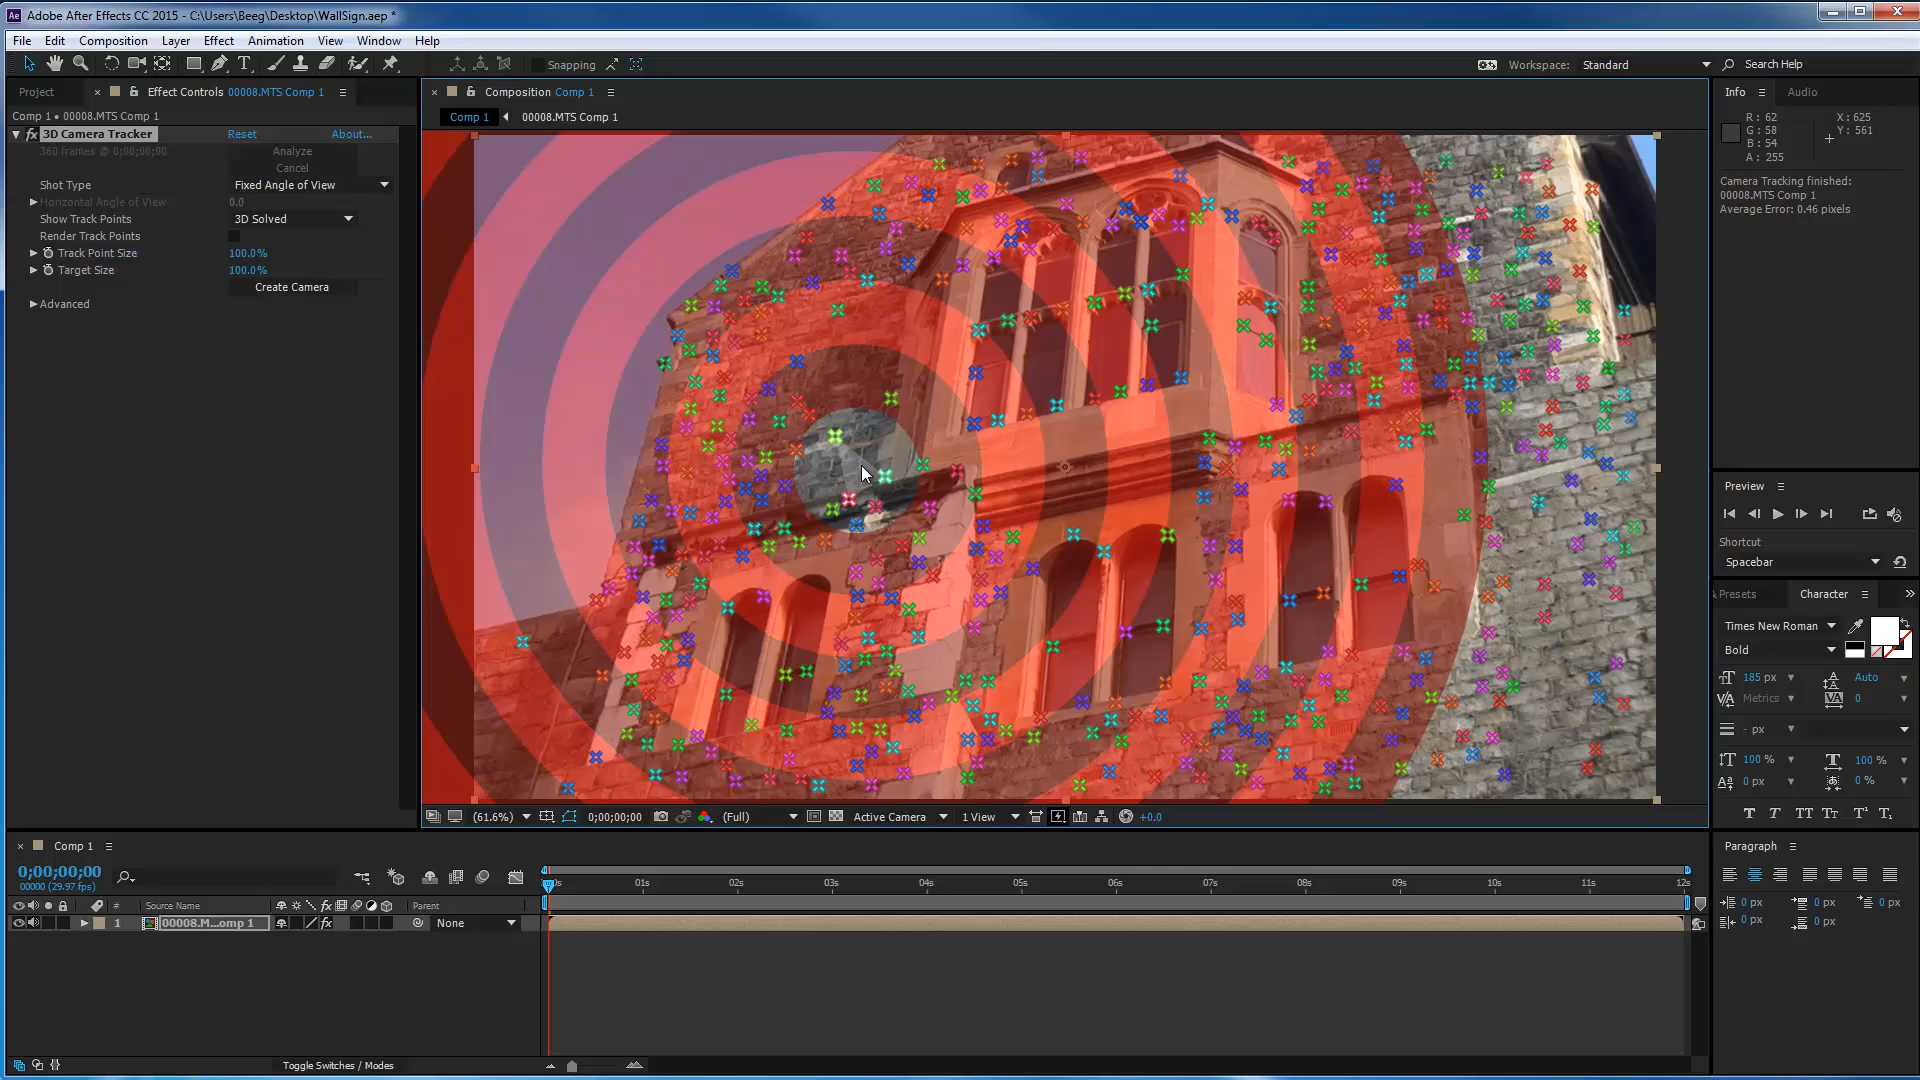 Adobe After Effects CC 2015 - C:\Users\Beeg\Desktop\WallSign.aep *
File Edit Composition Layer Effect Animation View Window Help
Snapping
Workspace: Standard Search Help
Project Effect Controls 00008.MTS Comp 1
Comp 1 • 00008.MTS Comp 1
3D Camera Tracker Reset About...
360 frames @ 0;00;00;00 Analyze
Cancel
Shot Type Fixed Angle of View
Horizontal Angle of View 0.0
Show Track Points 3D Solved
Render Track Points
Track Point Size 100.0%
Target Size 100.0%
Create Camera
Advanced
Composition Comp 1
Comp 1 00008.MTS Comp 1
(61.6%) 0;00;00;00 (Full) Active Camera 1 View +0.0
Info Audio
R : 62 X : 625
G : 58 Y : 561
B : 54
A : 255
Camera Tracking finished:
00008.MTS Comp 1
Average Error: 0.46 pixels
Preview
Shortcut
Spacebar
& Presets Character
Times New Roman
Bold
185 px Auto
Metrics 0
- px
100 % 100 %
0 px 0 %
Paragraph
0 px 0 px 0 px
0 px 0 px
Comp 1
0;00;00;00
00000 (29.97 fps)
01s 02s 03s 04s 05s 06s 07s 08s 09s 10s 11s 12s
# Source Name Parent
1 00008.M...omp 1 None
Toggle Switches / Modes